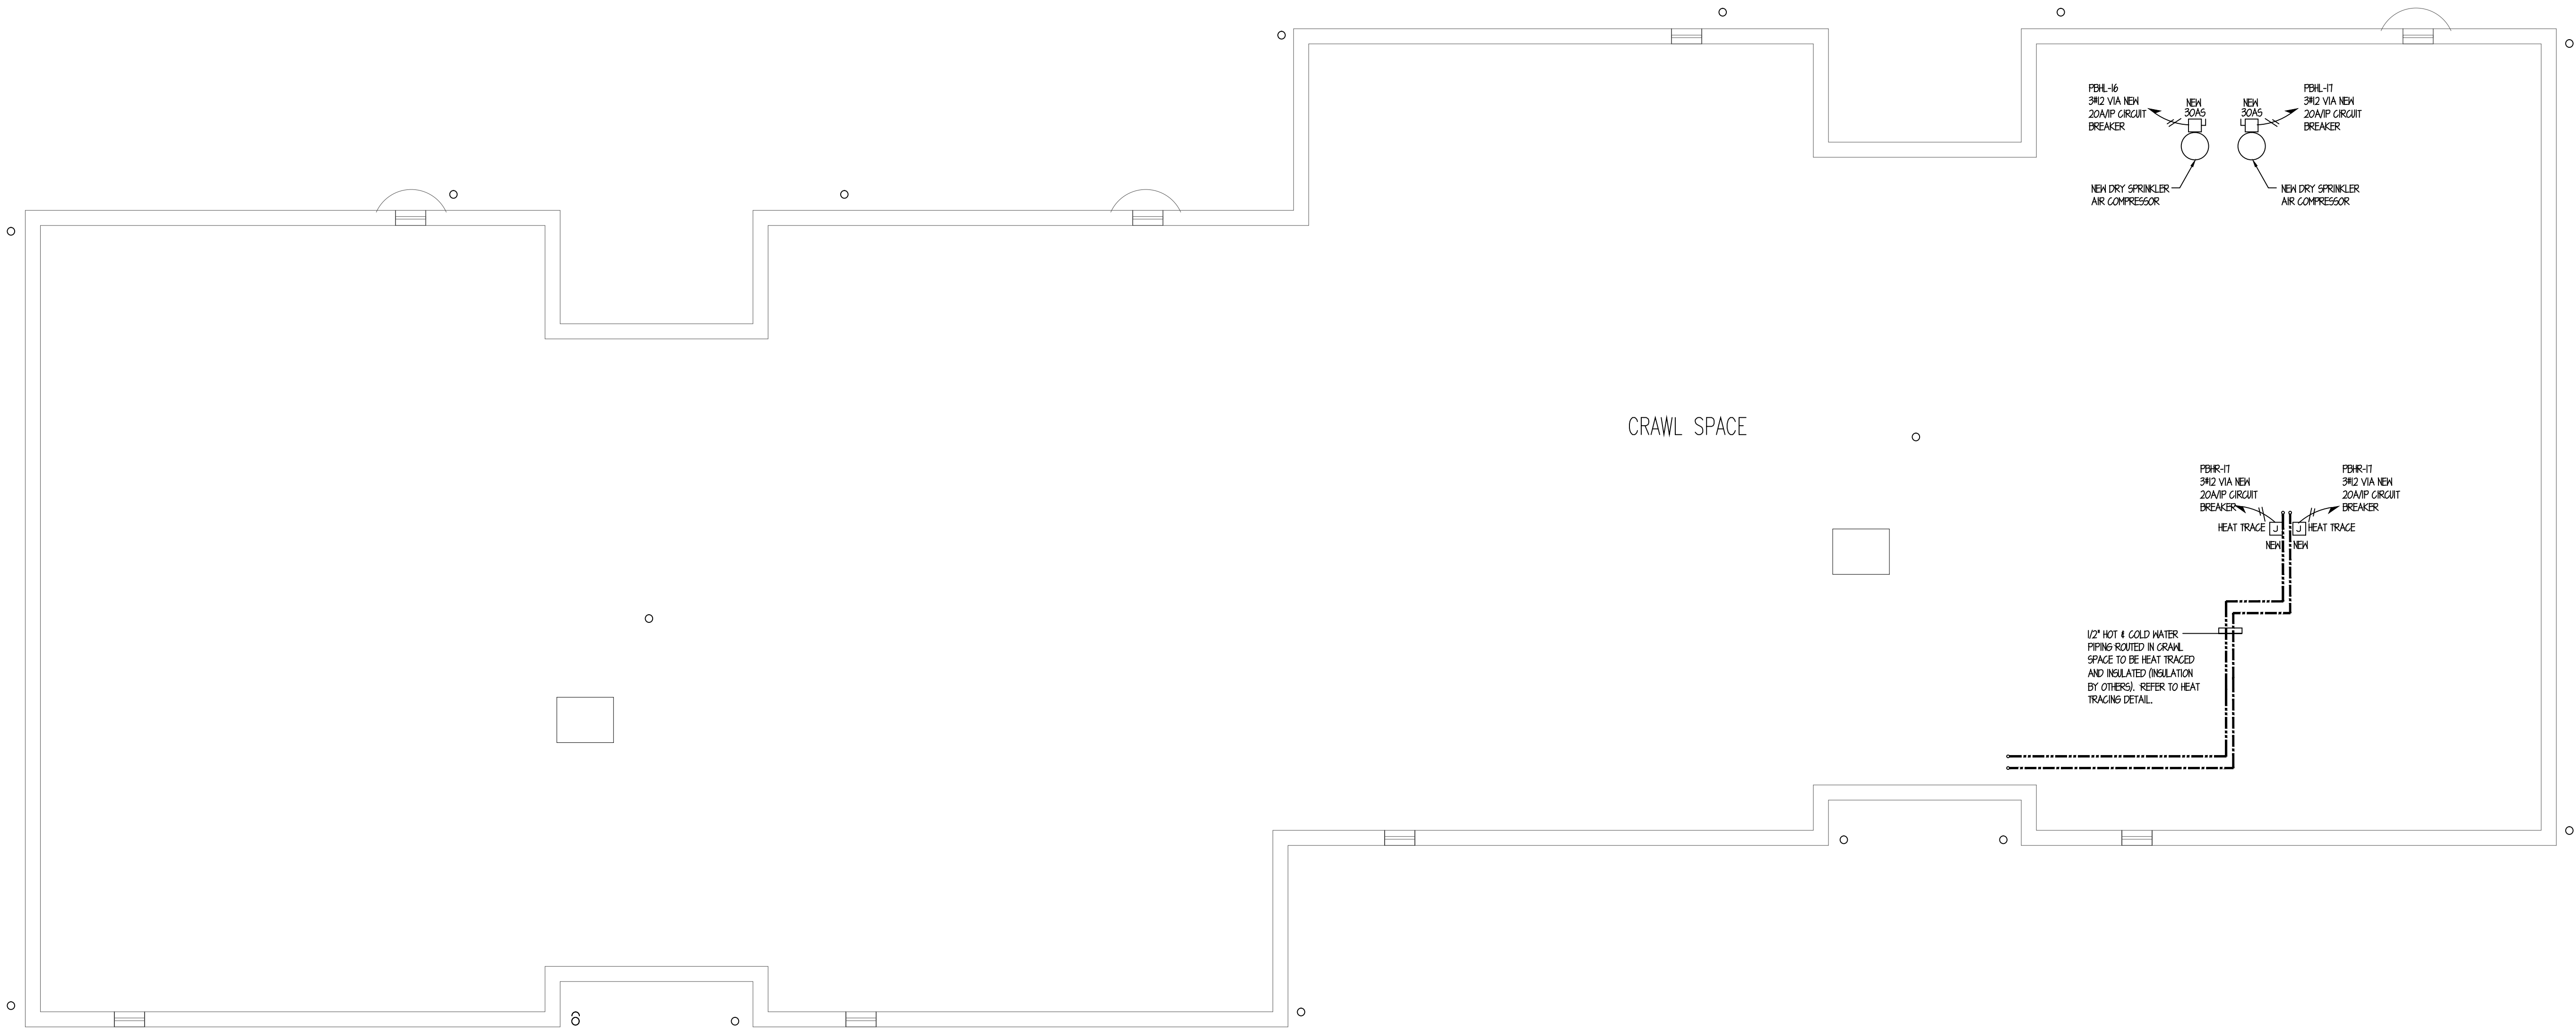 PBHL-16
3#12 VIA NEW
20A/1P CIRCUIT
BREAKER
NEW
30AS
NEW
30AS
PBHL-17
3#12 VIA NEW
20A/1P CIRCUIT
BREAKER
NEW DRY SPRINKLER
AIR COMPRESSOR
NEW DRY SPRINKLER
AIR COMPRESSOR
CRAWL SPACE
PBHR-17
3#12 VIA NEW
20A/1P CIRCUIT
BREAKER
PBHR-17
3#12 VIA NEW
20A/1P CIRCUIT
BREAKER
HEAT TRACE
J
J
HEAT TRACE
NEW
NEW
1/2" HOT & COLD WATER
PIPING ROUTED IN CRAWL
SPACE TO BE HEAT TRACED
AND INSULATED (INSULATION
BY OTHERS). REFER TO HEAT
TRACING DETAIL.